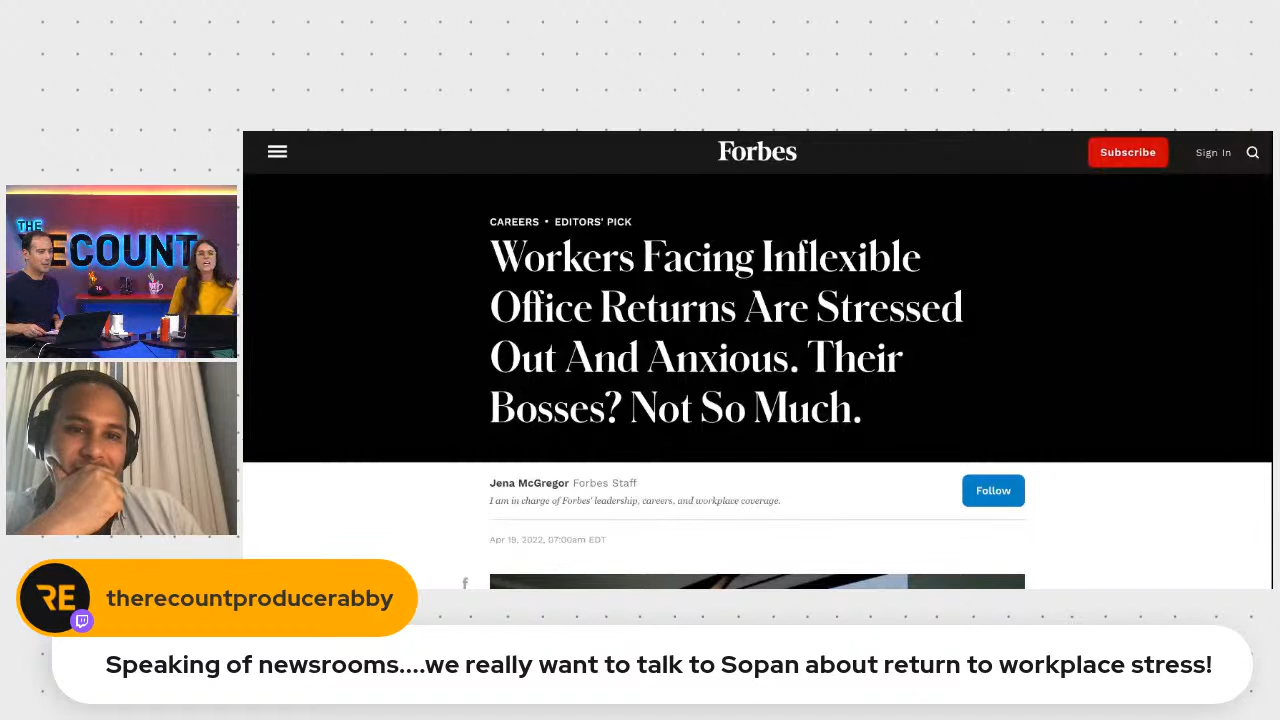 Forbes
Subscribe
Sign In
CAREERS • EDITORS' PICK
Workers Facing Inflexible
Office Returns Are Stressed
Out And Anxious. Their
Bosses? Not So Much.
THE
RECOUNT
Jena McGregor Forbes Staff
I am in charge of Forbes' leadership, careers, and workplace coverage.
Follow
Apr 19, 2022, 07:00am EDT
f
RE
therecountproducerabby
Speaking of newsrooms....we really want to talk to Sopan about return to workplace stress!